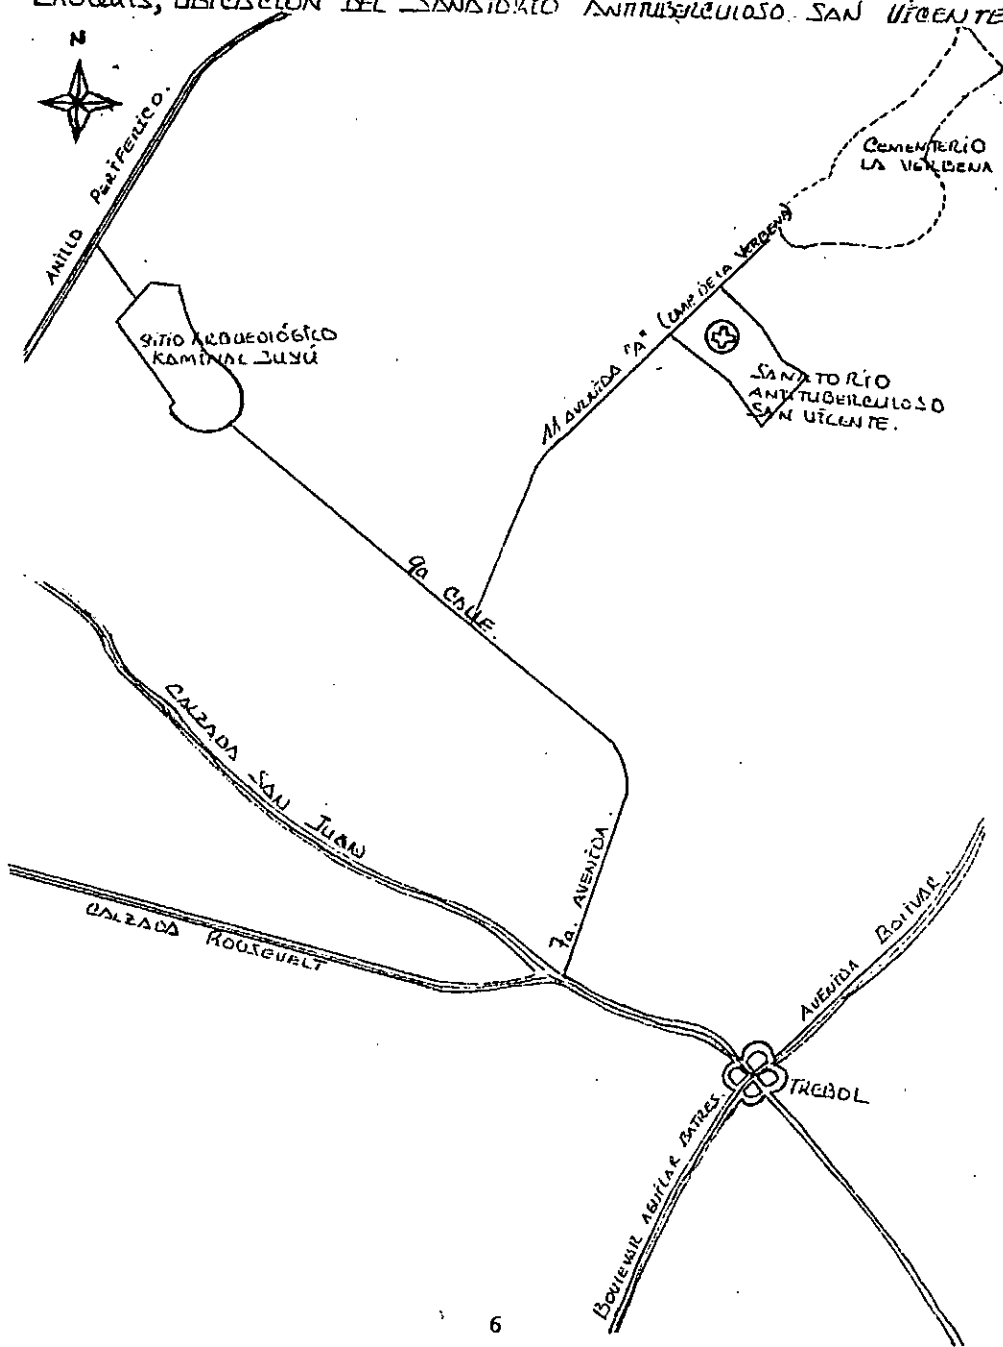 CROQUIS, UBICACION DEL SANATORIO ANTITUBERCULOSO SAN VICENTE
N
ANILLO PERIFERICO.
CEMENTERIO
LA VERBENA
SITIO ARQUEOLÓGICO
KAMINAL JUYÚ
11 AVENIDA "A" (CAMP. DE LA VERBENA)
SANATORIO
ANTITUBERCULOSO
SAN VICENTE.
9a CALLE.
CALZADA SAN JUAN
7a. AVENIDA.
CALZADA ROOSEVELT
AVENIDA BOLIVAR.
TREBOL
BOULEVAR AGUILAR BATRES.
6